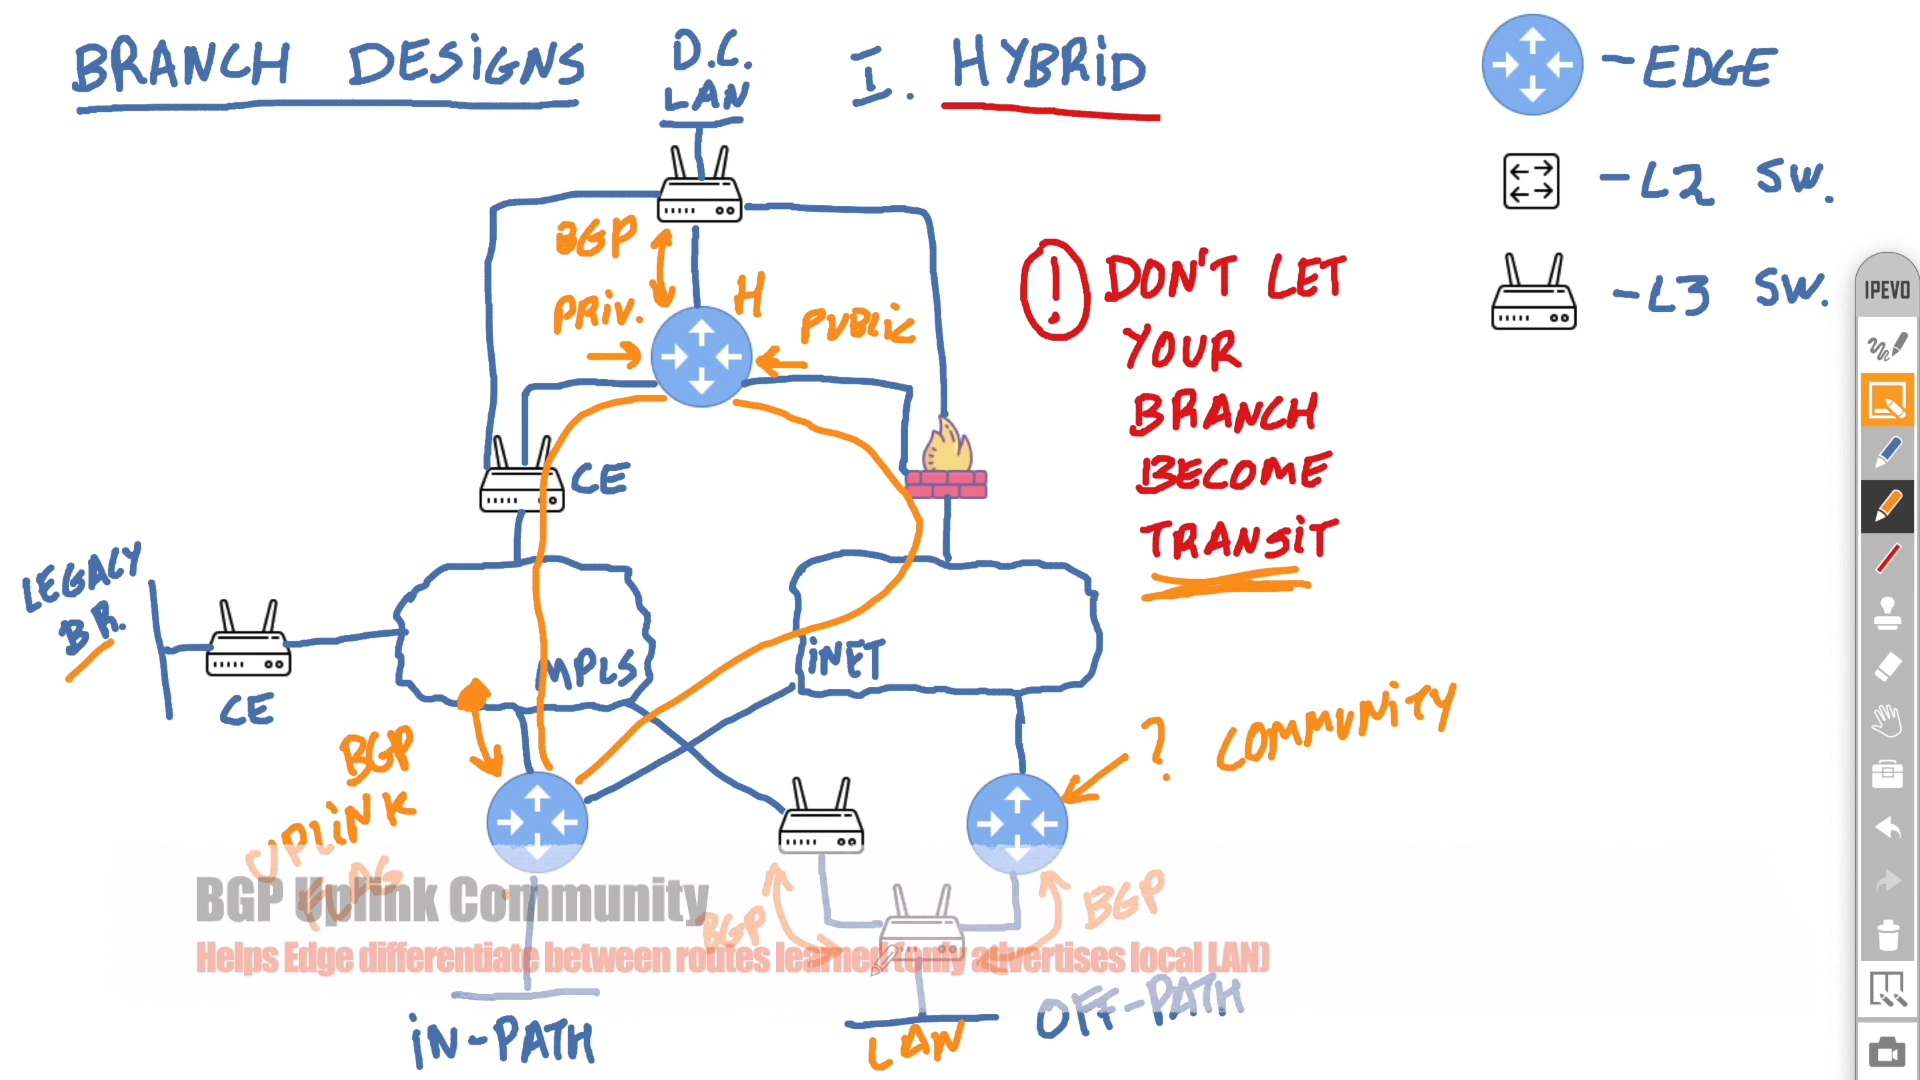 BRANCH DESIGNS
D.C.
LAN
I. HYBRID
- EDGE
- L2 SW.
- L3 SW.
IPEVO
BGP
PRIV.
H
PUBLIC
! DON'T LET
YOUR
BRANCH
BECOME
TRANSIT
CE
LEGACY
BR.
CE
MPLS
INET
BGP
UPLINK
FLAG
? COMMUNITY
BGP
BGP
BGP Uplink Community
Helps Edge differentiate between routes learned (only advertises local LAN)
IN-PATH
LAN
OFF-PATH